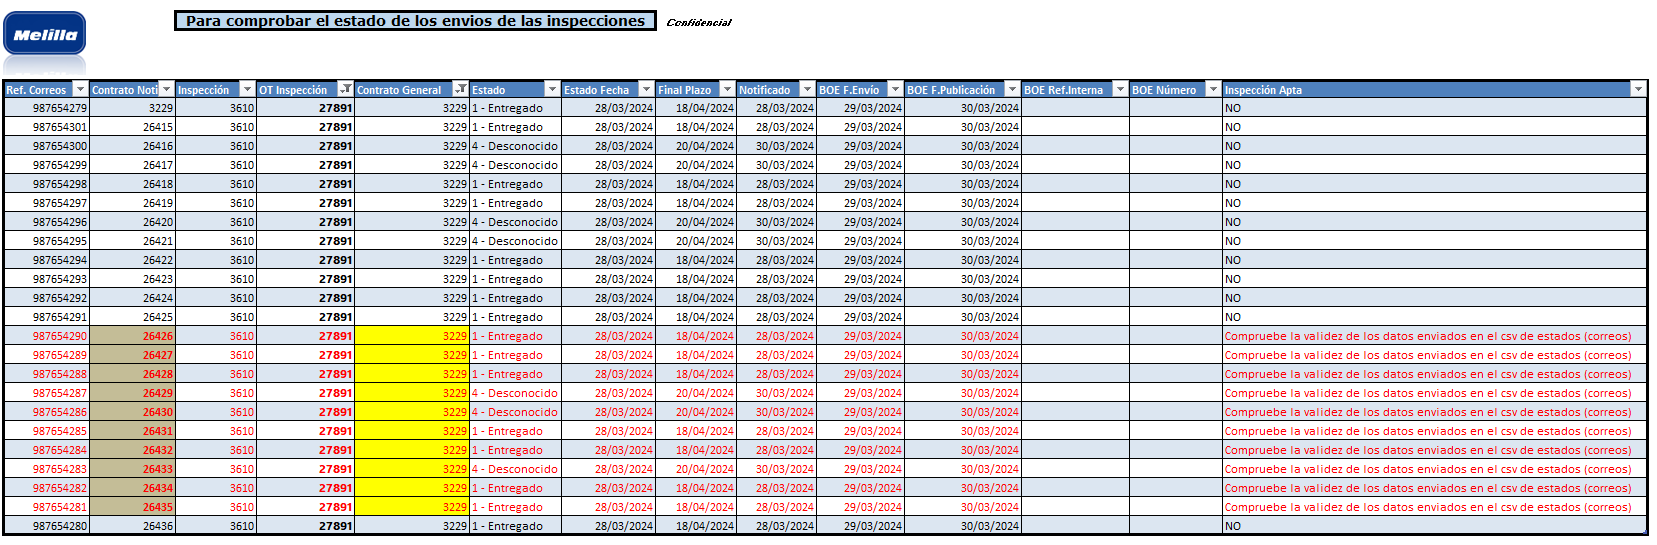 Para comprobar el estado de los envios de las inspecciones
Confidencial
Melilla
Ref. Correos Contrato Noti Inspección OT Inspección Contrato General Estado Estado Fecha Final Plazo Notificado BOE F.Envío BOE F.Publicación BOE Ref.Interna BOE Número Inspección Apta
987654279 3229 3610 27891 3229 1 - Entregado 28/03/2024 18/04/2024 28/03/2024 29/03/2024 30/03/2024 NO
987654301 26415 3610 27891 3229 1 - Entregado 28/03/2024 18/04/2024 28/03/2024 29/03/2024 30/03/2024 NO
987654300 26416 3610 27891 3229 4 - Desconocido 28/03/2024 20/04/2024 30/03/2024 29/03/2024 30/03/2024 NO
987654299 26417 3610 27891 3229 4 - Desconocido 28/03/2024 20/04/2024 30/03/2024 29/03/2024 30/03/2024 NO
987654298 26418 3610 27891 3229 1 - Entregado 28/03/2024 18/04/2024 28/03/2024 29/03/2024 30/03/2024 NO
987654297 26419 3610 27891 3229 1 - Entregado 28/03/2024 18/04/2024 28/03/2024 29/03/2024 30/03/2024 NO
987654296 26420 3610 27891 3229 4 - Desconocido 28/03/2024 20/04/2024 30/03/2024 29/03/2024 30/03/2024 NO
987654295 26421 3610 27891 3229 4 - Desconocido 28/03/2024 20/04/2024 30/03/2024 29/03/2024 30/03/2024 NO
987654294 26422 3610 27891 3229 1 - Entregado 28/03/2024 18/04/2024 28/03/2024 29/03/2024 30/03/2024 NO
987654293 26423 3610 27891 3229 1 - Entregado 28/03/2024 18/04/2024 28/03/2024 29/03/2024 30/03/2024 NO
987654292 26424 3610 27891 3229 1 - Entregado 28/03/2024 18/04/2024 28/03/2024 29/03/2024 30/03/2024 NO
987654291 26425 3610 27891 3229 1 - Entregado 28/03/2024 18/04/2024 28/03/2024 29/03/2024 30/03/2024 NO
987654290 26426 3610 27891 3229 1 - Entregado 28/03/2024 18/04/2024 28/03/2024 29/03/2024 30/03/2024 Compruebe la validez de los datos enviados en el csv de estados (correos)
987654289 26427 3610 27891 3229 1 - Entregado 28/03/2024 18/04/2024 28/03/2024 29/03/2024 30/03/2024 Compruebe la validez de los datos enviados en el csv de estados (correos)
987654288 26428 3610 27891 3229 1 - Entregado 28/03/2024 18/04/2024 28/03/2024 29/03/2024 30/03/2024 Compruebe la validez de los datos enviados en el csv de estados (correos)
987654287 26429 3610 27891 3229 4 - Desconocido 28/03/2024 20/04/2024 30/03/2024 29/03/2024 30/03/2024 Compruebe la validez de los datos enviados en el csv de estados (correos)
987654286 26430 3610 27891 3229 4 - Desconocido 28/03/2024 20/04/2024 30/03/2024 29/03/2024 30/03/2024 Compruebe la validez de los datos enviados en el csv de estados (correos)
987654285 26431 3610 27891 3229 1 - Entregado 28/03/2024 18/04/2024 28/03/2024 29/03/2024 30/03/2024 Compruebe la validez de los datos enviados en el csv de estados (correos)
987654284 26432 3610 27891 3229 1 - Entregado 28/03/2024 18/04/2024 28/03/2024 29/03/2024 30/03/2024 Compruebe la validez de los datos enviados en el csv de estados (correos)
987654283 26433 3610 27891 3229 4 - Desconocido 28/03/2024 20/04/2024 30/03/2024 29/03/2024 30/03/2024 Compruebe la validez de los datos enviados en el csv de estados (correos)
987654282 26434 3610 27891 3229 1 - Entregado 28/03/2024 18/04/2024 28/03/2024 29/03/2024 30/03/2024 Compruebe la validez de los datos enviados en el csv de estados (correos)
987654281 26435 3610 27891 3229 1 - Entregado 28/03/2024 18/04/2024 28/03/2024 29/03/2024 30/03/2024 Compruebe la validez de los datos enviados en el csv de estados (correos)
987654280 26436 3610 27891 3229 1 - Entregado 28/03/2024 18/04/2024 28/03/2024 29/03/2024 30/03/2024 NO